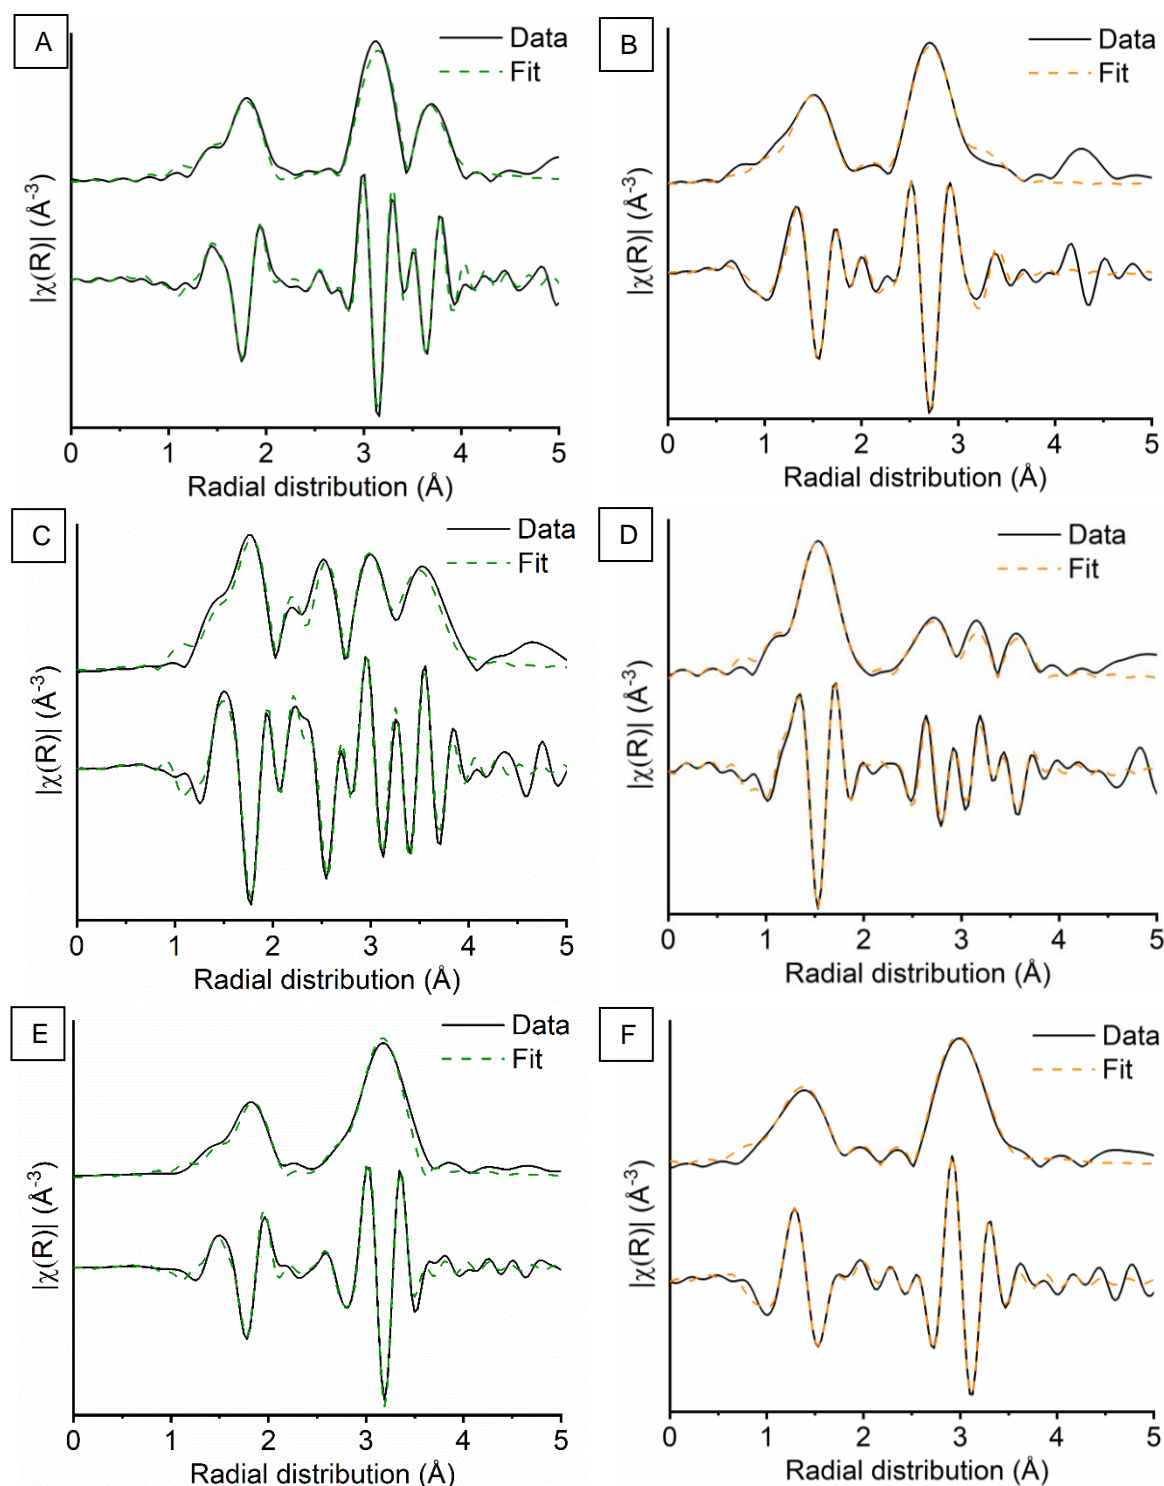 A
Data
Fit
|χ(R)| (Å⁻³)
0 1 2 3 4 5
Radial distribution (Å)
B
Data
Fit
|χ(R)| (Å⁻³)
0 1 2 3 4 5
Radial distribution (Å)
C
Data
Fit
|χ(R)| (Å⁻³)
0 1 2 3 4 5
Radial distribution (Å)
D
Data
Fit
|χ(R)| (Å⁻³)
0 1 2 3 4 5
Radial distribution (Å)
E
Data
Fit
|χ(R)| (Å⁻³)
0 1 2 3 4 5
Radial distribution (Å)
F
Data
Fit
|χ(R)| (Å⁻³)
0 1 2 3 4 5
Radial distribution (Å)